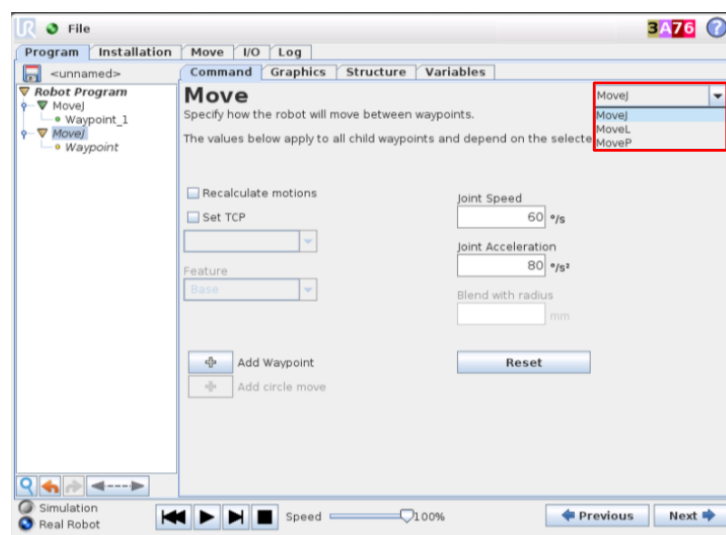 UR File 3A76 ?
Program Installation Move I/O Log
<unnamed> Command Graphics Structure Variables
Robot Program
MoveJ
Waypoint_1
MoveJ
Waypoint
Move
MoveJ
Specify how the robot will move between waypoints.
MoveJ
MoveL
MoveP
The values below apply to all child waypoints and depend on the selecte
Recalculate motions
Set TCP
Feature
Base
Joint Speed
60 °/s
Joint Acceleration
80 °/s²
Blend with radius
mm
Add Waypoint
Reset
Add circle move
Simulation
Real Robot
Speed 100%
Previous Next